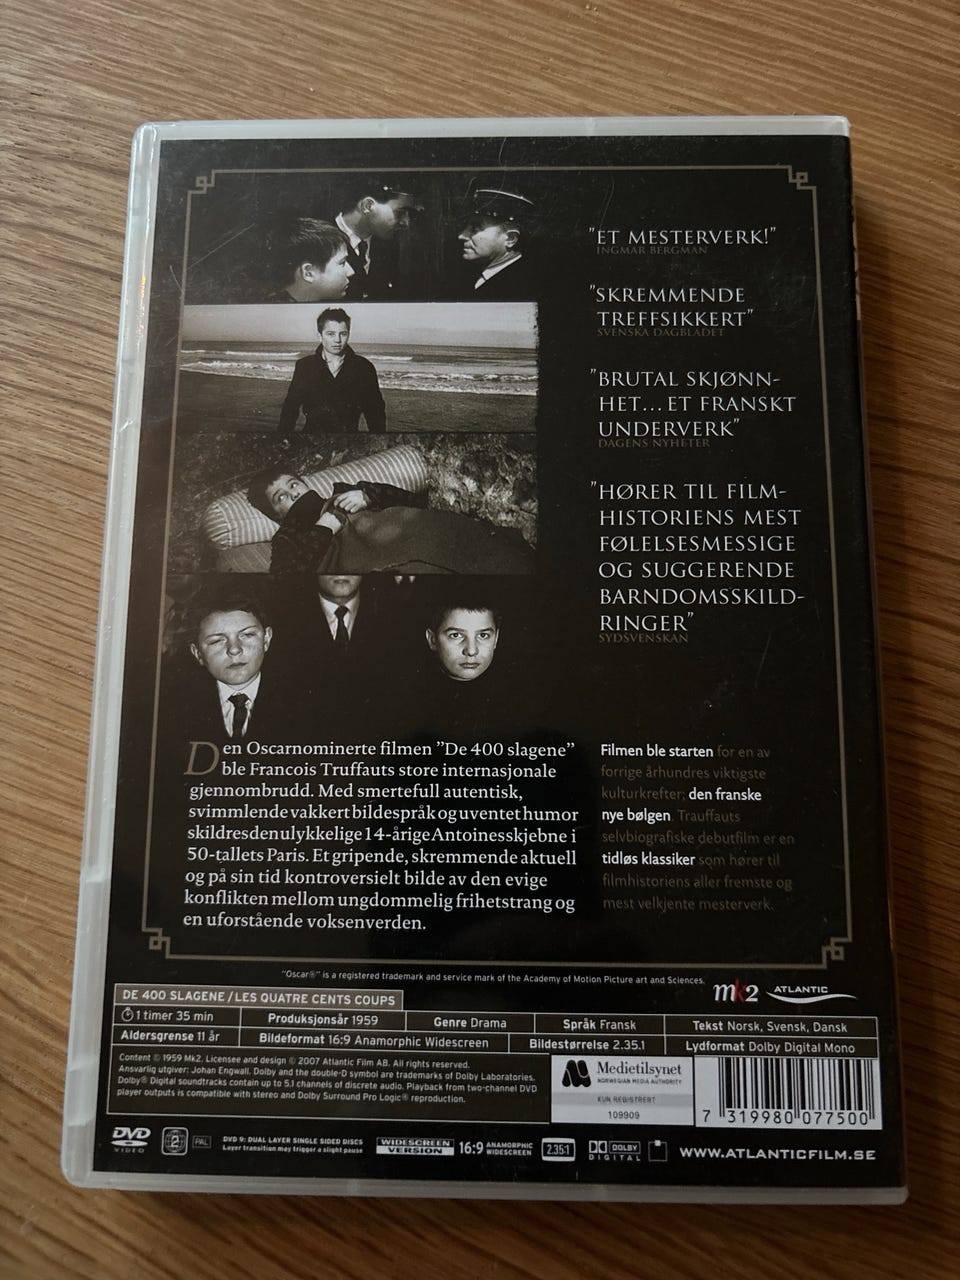 "ET MESTERVERK!"
INGMAR BERGMAN
"SKREMMENDE
TREFFSIKKERT"
SVENSKA DAGBLADET
"BRUTAL SKJØNN-
HET... ET FRANSKT
UNDERVERK"
DAGENS NYHETER
"HØRER TIL FILM-
HISTORIENS MEST
FØLELSESMESSIGE
OG SUGGERENDE
BARNDOMSSKILD-
RINGER"
SYDSVENSKAN
Den Oscarnominerte filmen "De 400 slagene"
ble Francois Truffauts store internasjonale
gjennombrudd. Med smertefull autentisk,
svimmlende vakkert bildespråk og uventet humor
skildres den ulykkelige 14-årige Antoines skjebne i
50-tallets Paris. Et gripende, skremmende aktuell
og på sin tid kontroversielt bilde av den evige
konflikten mellom ungdommelig frihetstrang og
en uforstående voksenverden.
Filmen ble starten for en av
forrige århundres viktigste
kulturkrefter; den franske
nye bølgen. Trauffauts
selvbiografiske debutfilm er en
tidløs klassiker som hører til
filmhistoriens aller fremste og
mest velkjente mesterverk.
"Oscar®" is a registered trademark and service mark of the Academy of Motion Picture art and Sciences.
mk2 ATLANTIC
DE 400 SLAGENE / LES QUATRE CENTS COUPS
1 timer 35 min Produksjonsår 1959 Genre Drama Språk Fransk Tekst Norsk, Svensk, Dansk
Aldersgrense 11 år Bildeformat 16:9 Anamorphic Widescreen Bildestørrelse 2.35:1 Lydformat Dolby Digital Mono
Content © 1959 Mk2. Licensee and design © 2007 Atlantic Film AB. All rights reserved.
Ansvarlig utgiver: Johan Engwall. Dolby and the double-D symbol are trademarks of Dolby Laboratories.
Dolby® Digital soundtracks contain up to 5.1 channels of discrete audio. Playback from two-channel DVD
player outputs is compatible with stereo and Dolby Surround Pro Logic® reproduction.
Medietilsynet
NORWEGIAN MEDIA AUTHORITY
KUN REGISTRERT
109909
7 319980 077500
DVD VIDEO 2 PAL
DVD 9: DUAL LAYER SINGLE SIDED DISCS
Layer transition may trigger a slight pause
WIDESCREEN VERSION
16:9 ANAMORPHIC WIDESCREEN
2.35:1
DOLBY DIGITAL
WWW.ATLANTICFILM.SE